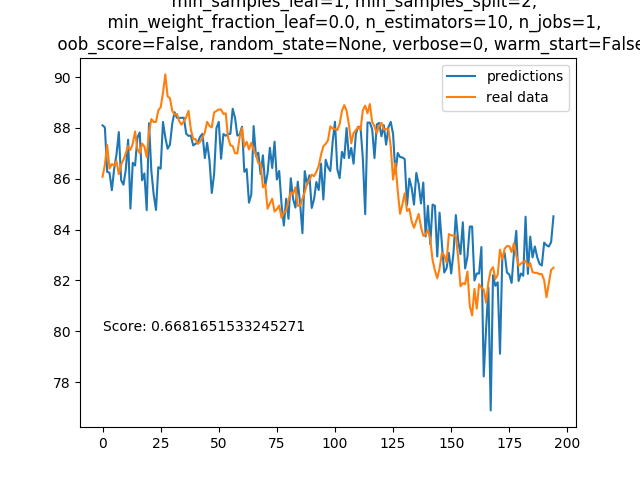 min_samples_leaf=1, min_samples_split=2,
min_weight_fraction_leaf=0.0, n_estimators=10, n_jobs=1,
oob_score=False, random_state=None, verbose=0, warm_start=False
predictions
real data
90
88
86
84
82
80
78
Score: 0.6681651533245271
0 25 50 75 100 125 150 175 200